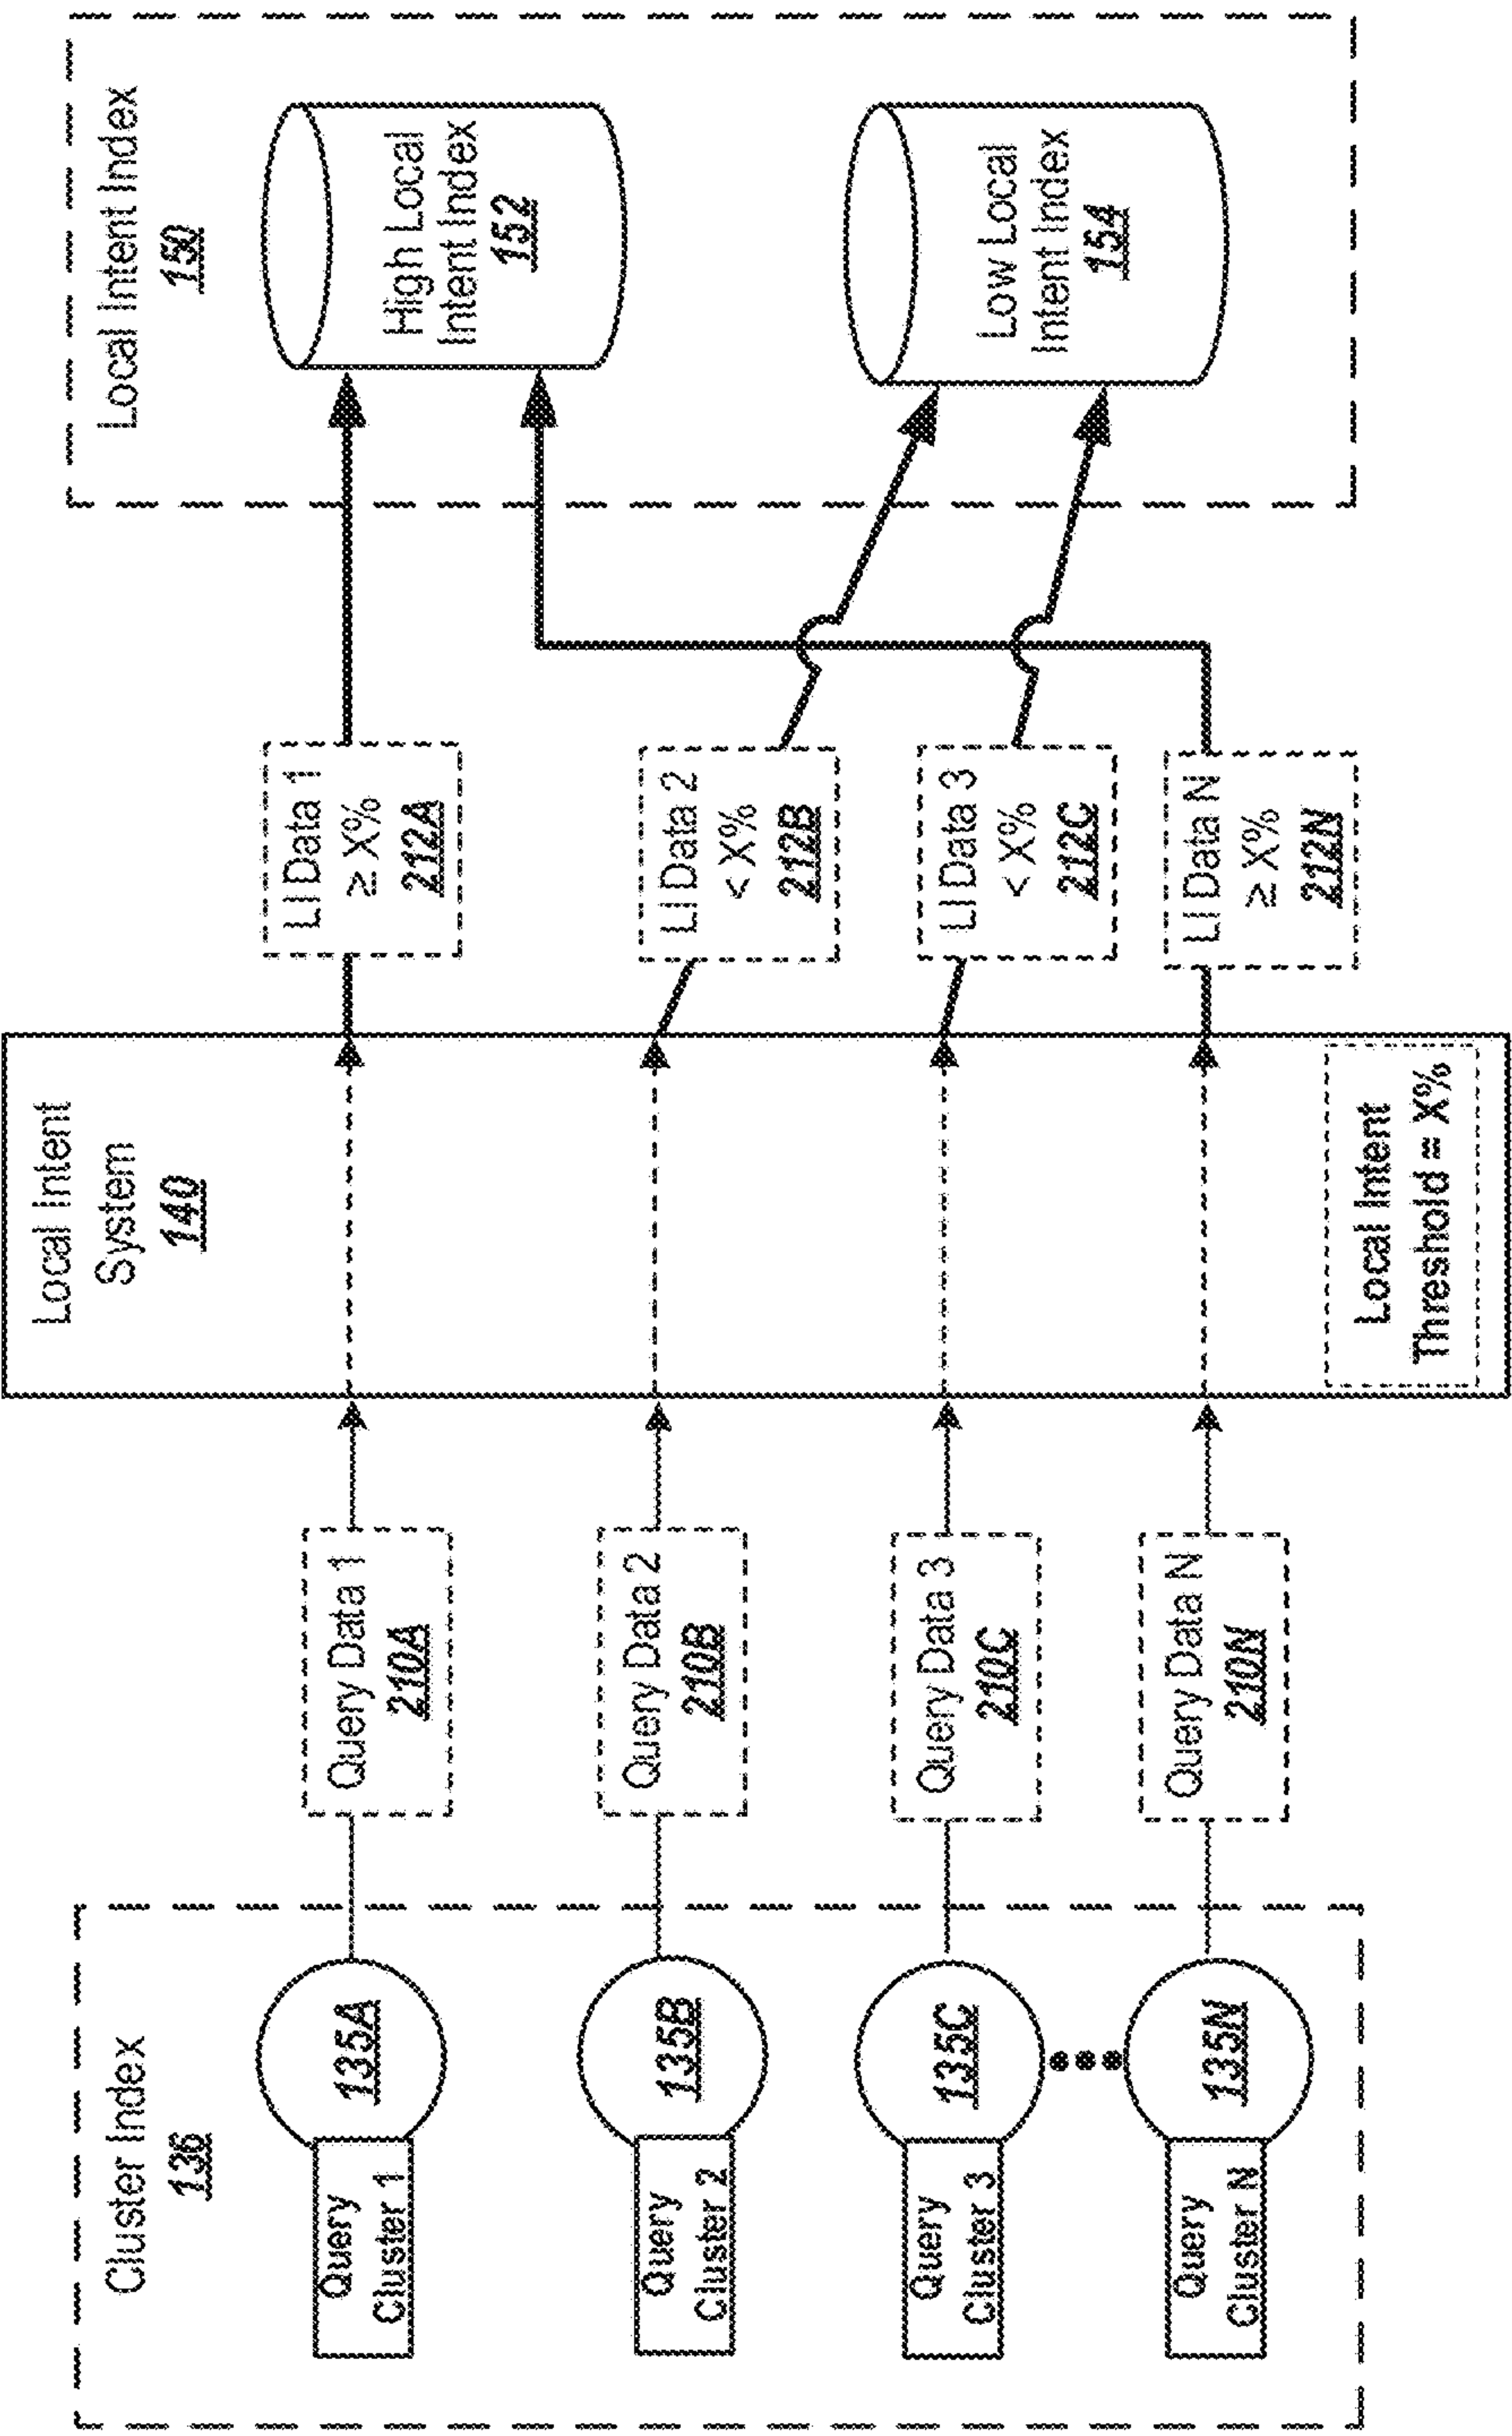 Cluster Index
136
Query
Cluster 1
135A
Query
Cluster 2
135B
Query
Cluster 3
135C
Query
Cluster N
135N
Query Data 1
210A
Query Data 2
210B
Query Data 3
210C
Query Data N
210N
Local Intent
System
140
Local Intent
Threshold = X%
LI Data 1
≥ X%
212A
LI Data 2
< X%
212B
LI Data 3
< X%
212C
LI Data N
≥ X%
212N
Local Intent Index
150
High Local
Intent Index
152
Low Local
Intent Index
154